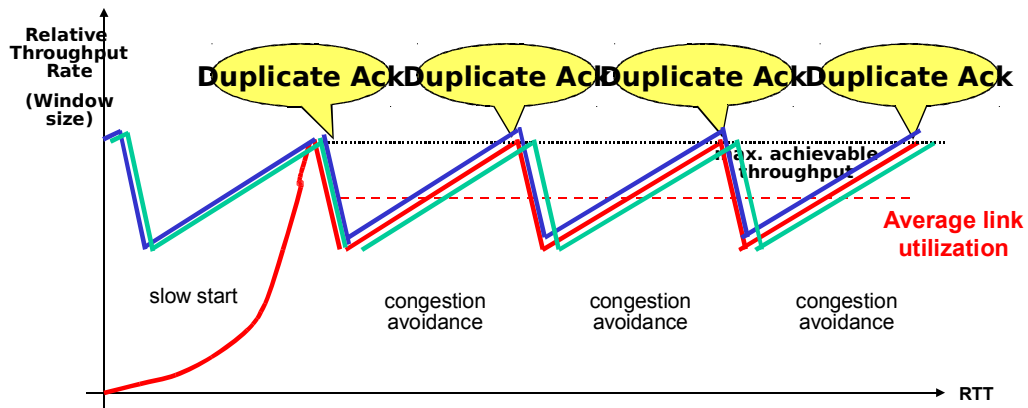 Relative
Throughput
Rate
(Window
size)
Duplicate Ack
Duplicate Ack
Duplicate Ack
Duplicate Ack
max. achievable
throughput
Average link
utilization
slow start
congestion
avoidance
congestion
avoidance
congestion
avoidance
RTT